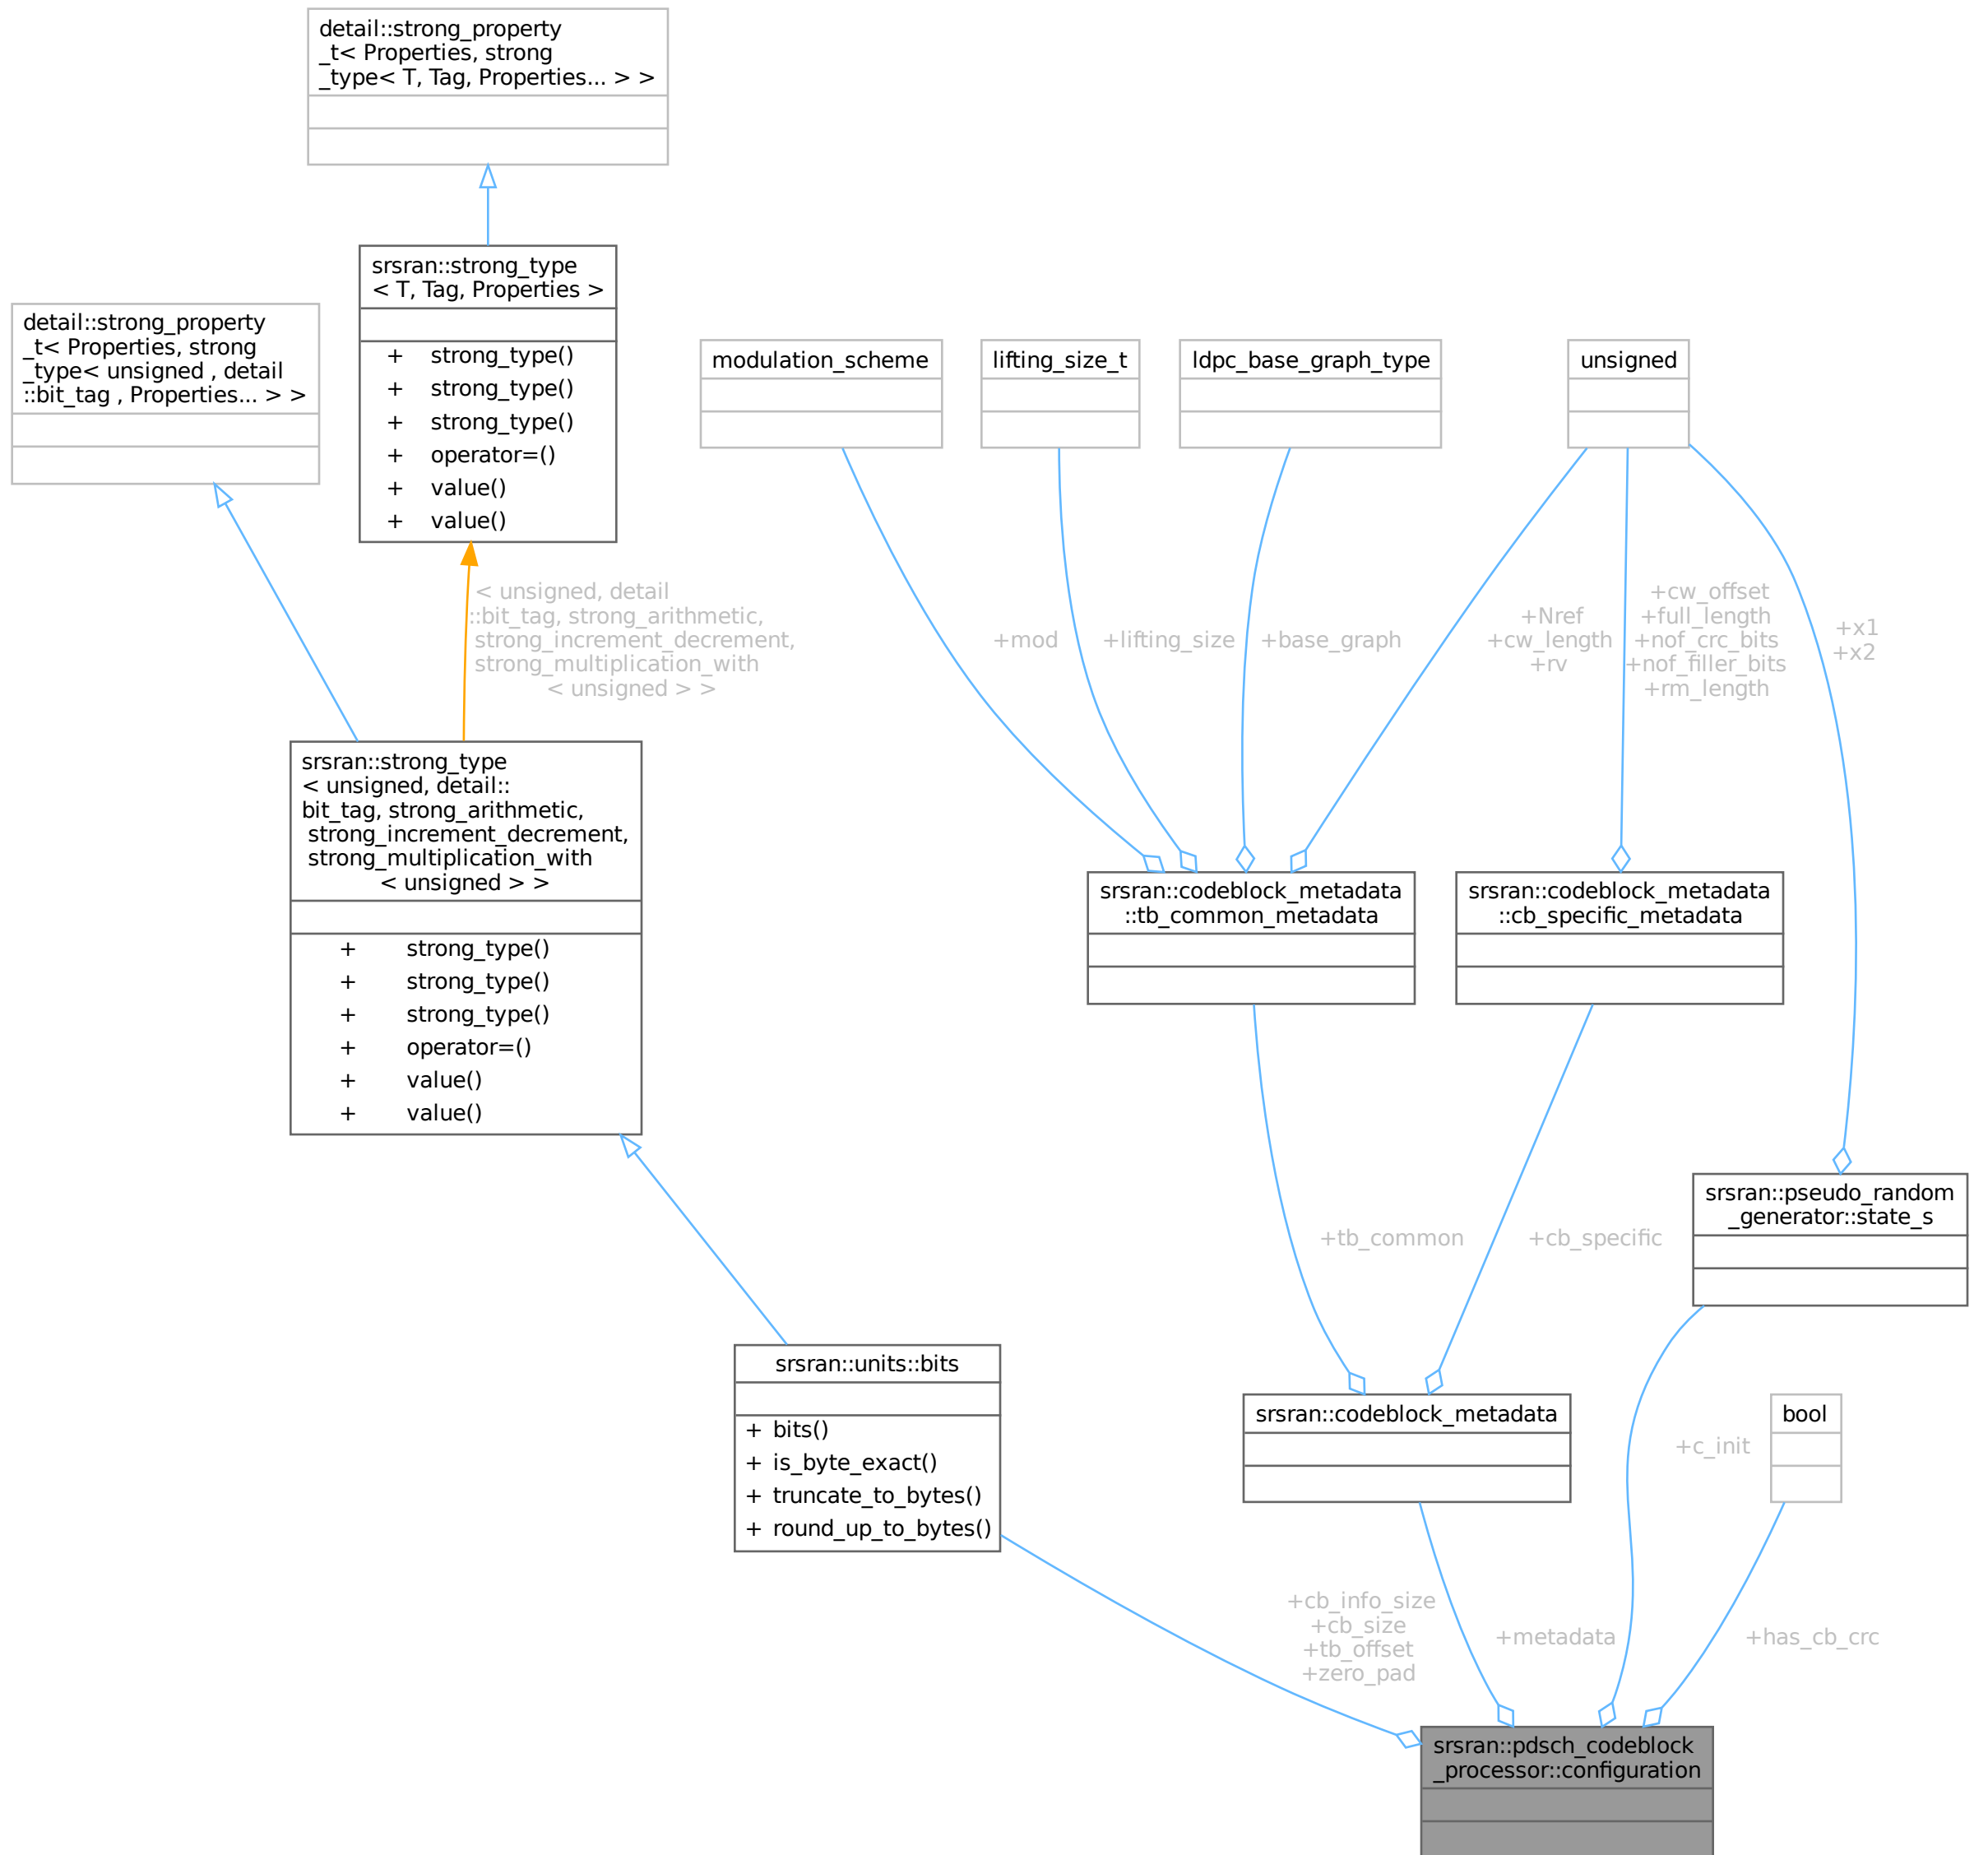 detail::strong_property
_t< Properties, strong
_type< T, Tag, Properties... > >
srsran::strong_type
< T, Tag, Properties >
+ strong_type()
+ strong_type()
+ strong_type()
+ operator=()
+ value()
+ value()
detail::strong_property
_t< Properties, strong
_type< unsigned , detail
::bit_tag , Properties... > >
modulation_scheme
lifting_size_t
ldpc_base_graph_type
unsigned
< unsigned, detail
::bit_tag, strong_arithmetic,
strong_increment_decrement,
strong_multiplication_with
< unsigned > >
+mod
+lifting_size
+base_graph
+Nref
+cw_length
+rv
+cw_offset
+full_length
+nof_crc_bits
+nof_filler_bits
+rm_length
+x1
+x2
srsran::strong_type
< unsigned, detail::
bit_tag, strong_arithmetic,
strong_increment_decrement,
strong_multiplication_with
< unsigned > >
+ strong_type()
+ strong_type()
+ strong_type()
+ operator=()
+ value()
+ value()
srsran::codeblock_metadata
::tb_common_metadata
srsran::codeblock_metadata
::cb_specific_metadata
srsran::pseudo_random
_generator::state_s
+tb_common
+cb_specific
srsran::units::bits
+ bits()
+ is_byte_exact()
+ truncate_to_bytes()
+ round_up_to_bytes()
srsran::codeblock_metadata
+c_init
bool
+cb_info_size
+cb_size
+tb_offset
+zero_pad
+metadata
+has_cb_crc
srsran::pdsch_codeblock
_processor::configuration